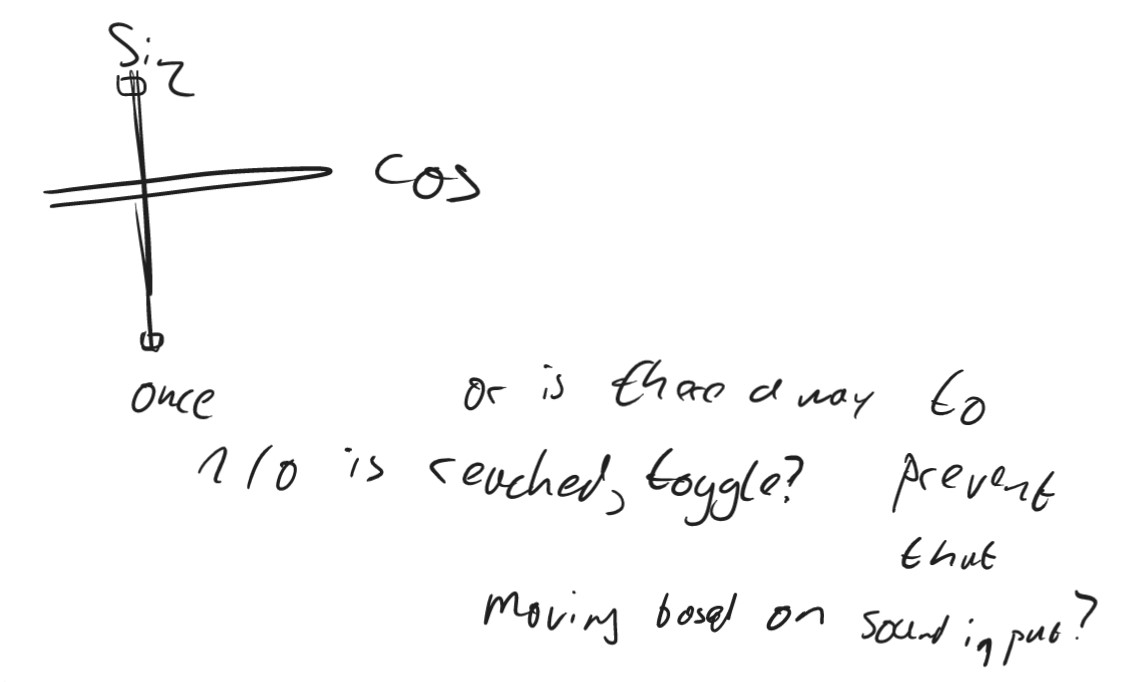 Sin
Cos
once
1/0 is reached, toggle?
or is there a way to
prevent
that
moving based on sound input?